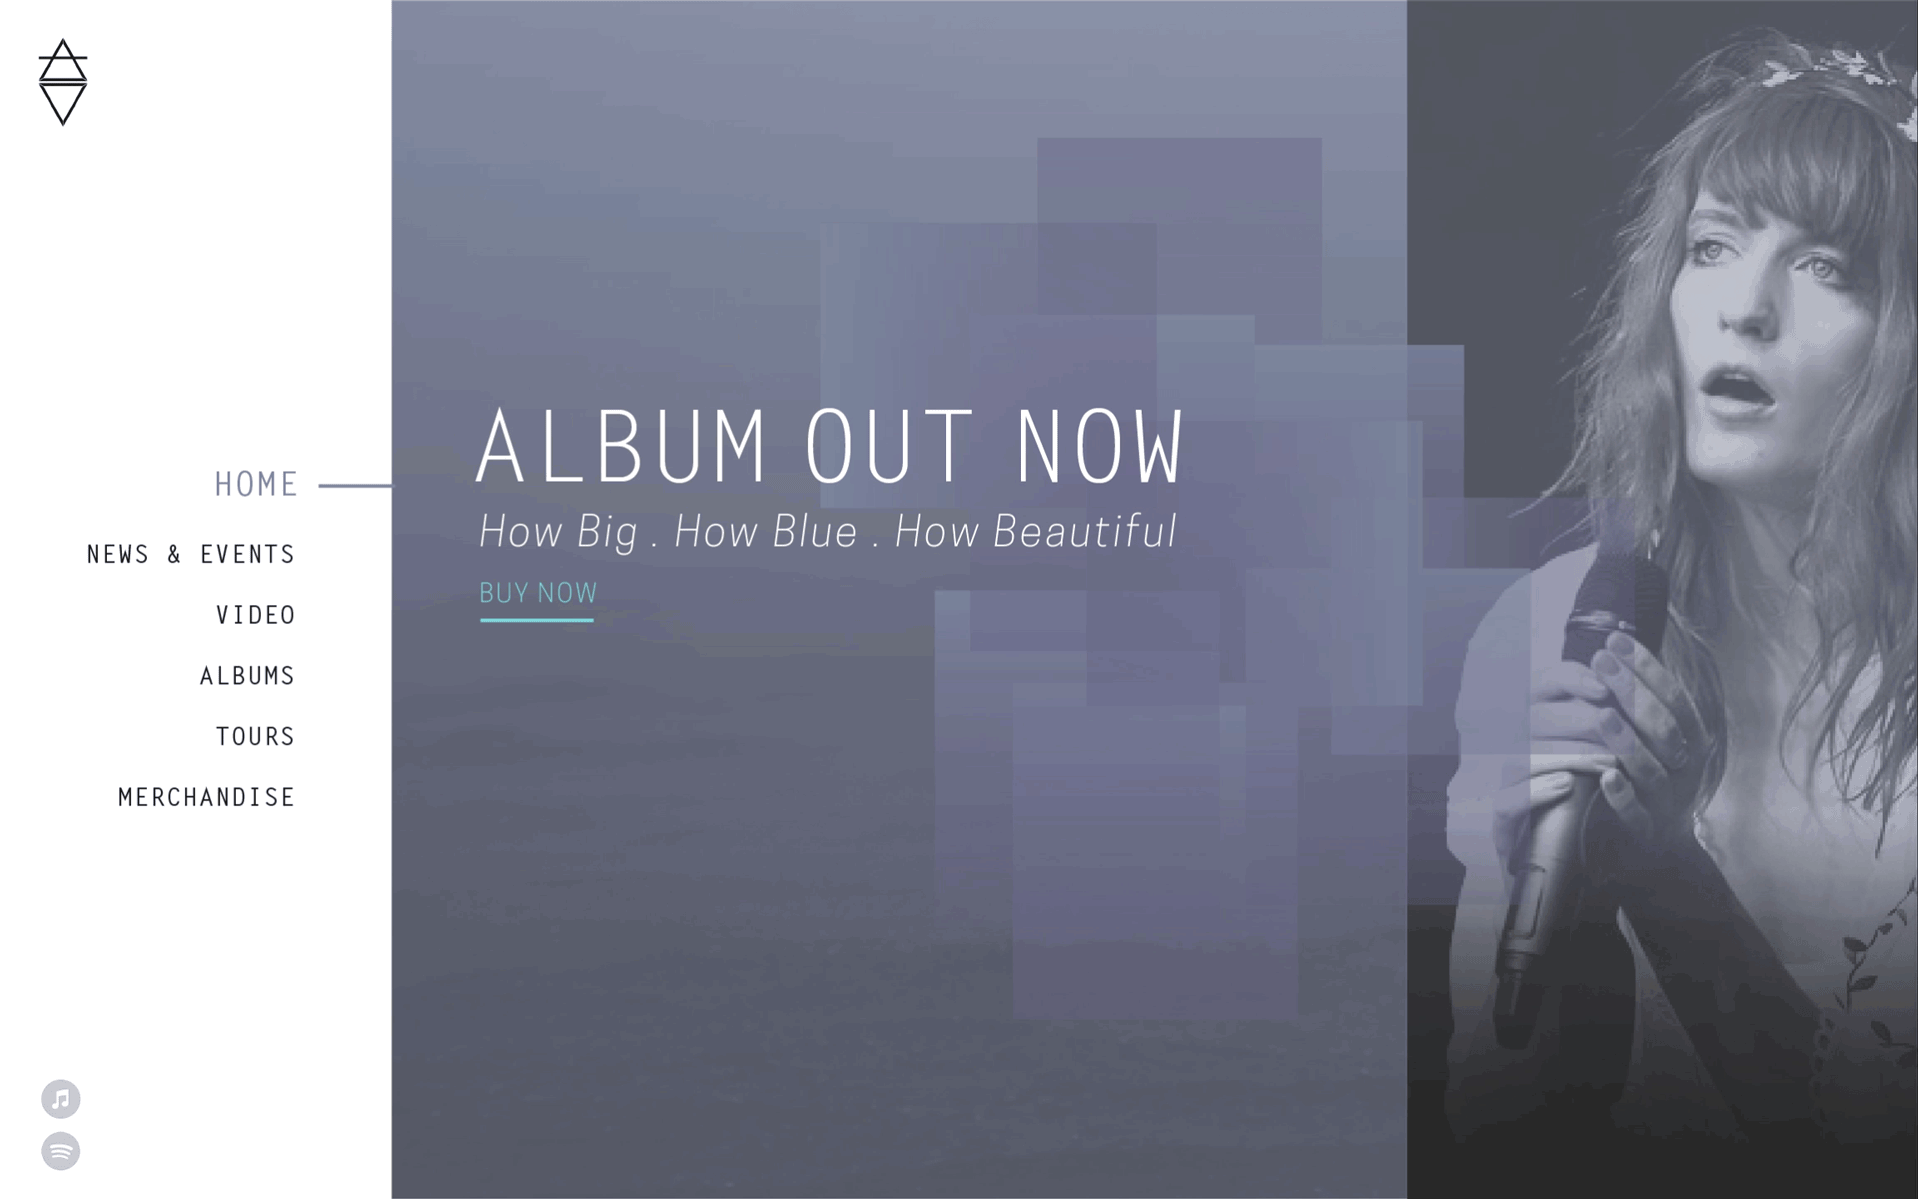 HOME
NEWS & EVENTS
VIDEO
ALBUMS
TOURS
MERCHANDISE
ALBUM OUT NOW
How Big . How Blue . How Beautiful
BUY NOW